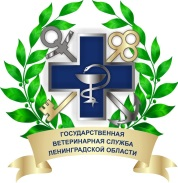 ГОСУДАРСТВЕННАЯ
ВЕТЕРИНАРНАЯ СЛУЖБА
ЛЕНИНГРАДСКОЙ ОБЛАСТИ